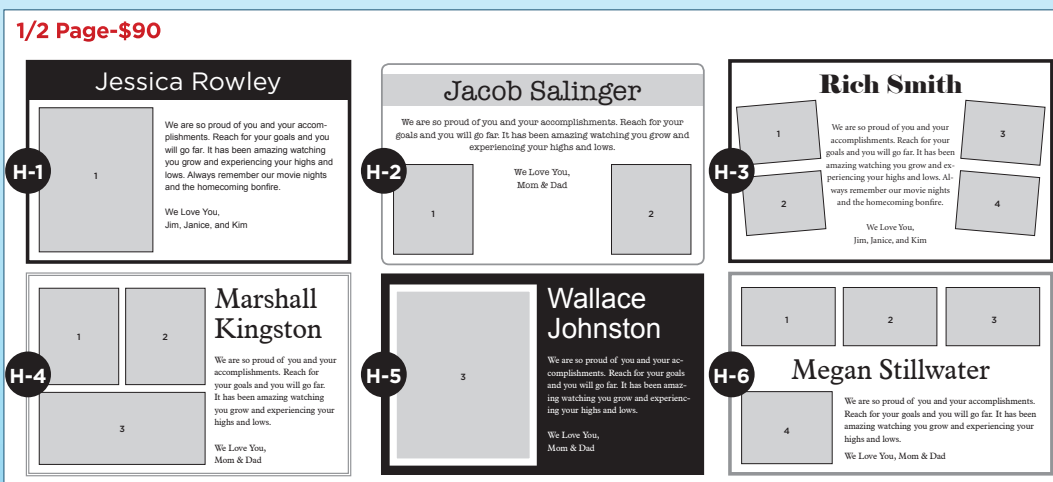 1/2 Page-$90
Jessica Rowley
1
We are so proud of you and your accom-
plishments. Reach for your goals and you
will go far. It has been amazing watching
you grow and experiencing your highs and
lows. Always remember our movie nights
and the homecoming bonfire.
We Love You,
Jim, Janice, and Kim
H-1
Jacob Salinger
We are so proud of you and your accomplishments. Reach for your
goals and you will go far. It has been amazing watching you grow and
experiencing your highs and lows.
We Love You,
Mom & Dad
1
2
H-2
Rich Smith
1
2
We are so proud of you and your
accomplishments. Reach for your
goals and you will go far. It has been
amazing watching you grow and ex-
periencing your highs and lows. Al-
ways remember our movie nights
and the homecoming bonfire.
We Love You,
Jim, Janice, and Kim
3
4
H-3
1
2
3
Marshall
Kingston
We are so proud of you and your
accomplishments. Reach for
your goals and you will go far.
It has been amazing watching
you grow and experiencing your
highs and lows.
We Love You,
Mom & Dad
H-4
3
Wallace
Johnston
We are so proud of you and your ac-
complishments. Reach for your goals
and you will go far. It has been amaz-
ing watching you grow and experienc-
ing your highs and lows.
We Love You,
Mom & Dad
H-5
1
2
3
Megan Stillwater
4
We are so proud of you and your accomplishments.
Reach for your goals and you will go far. It has been
amazing watching you grow and experiencing your
highs and lows.
We Love You, Mom & Dad
H-6